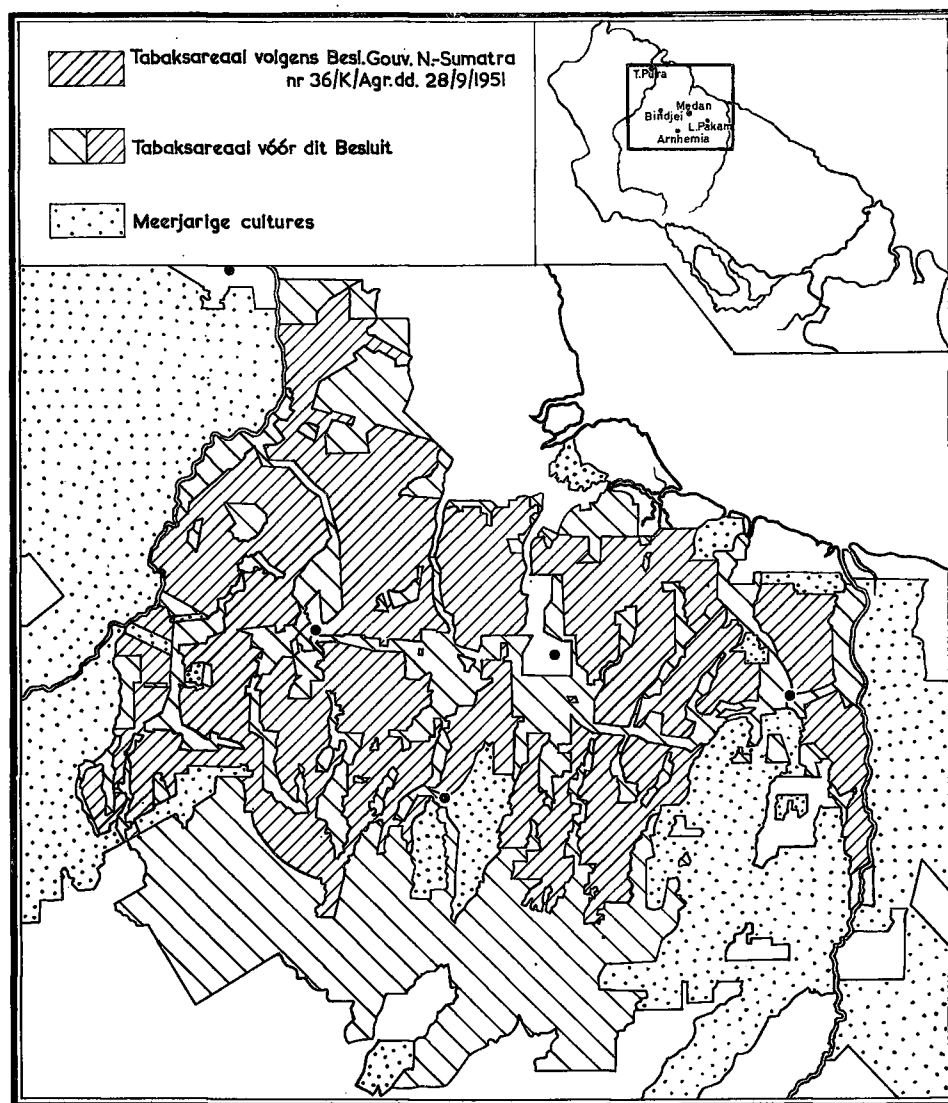 Tabaksareaal volgens Besl. Gouv. N.-Sumatra
nr 36/K/Agr. dd. 28/9/1951
Tabaksareaal vóór dit Besluit
Meerjarige cultures
T.Pura
Medan
Bindjei
L.Pakam
Arnhemia